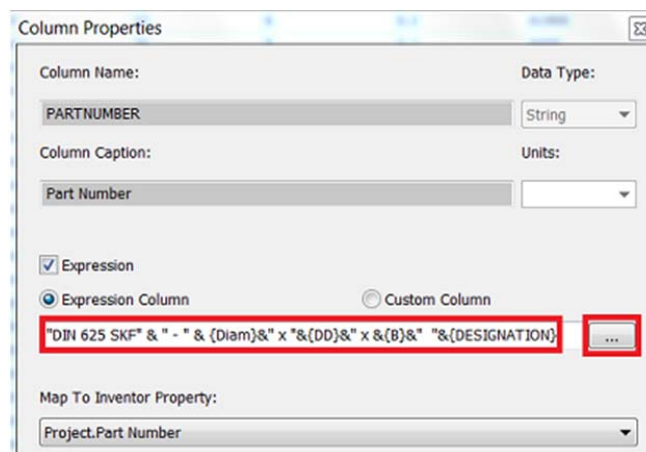 Column Properties
Column Name:
Data Type:
PARTNUMBER
String
Column Caption:
Units:
Part Number
Expression
Expression Column
Custom Column
"DIN 625 SKF" & " - " & {Diam}&" x "&{DD}&" x &{B}&"  "&{DESIGNATION}
...
Map To Inventor Property:
Project.Part Number